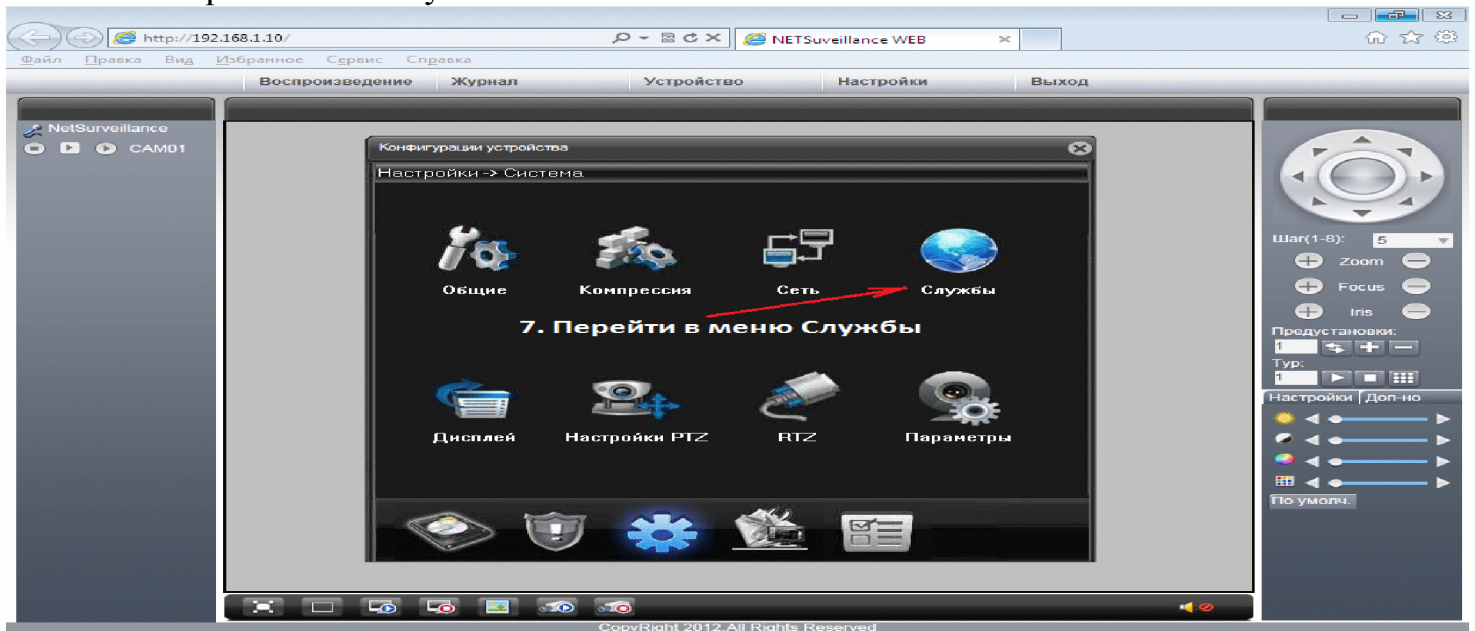 http://192.168.1.10/
NETSuveillance WEB
Файл Правка Вид Избранное Сервис Справка
Воспроизведение Журнал Устройство Настройки Выход
NetSurveillance
CAM01
Конфигурации устройства
Настройки -> Система
Общие Компрессия Сеть Службы
7. Перейти в меню Службы
Дисплей Настройки PTZ RTZ Параметры
Шаг(1-8): 5
Zoom
Focus
Iris
Предустановки:
1
Тур:
1
Настройки Доп-но
По умолч.
CopyRight 2012.All Rights Reserved